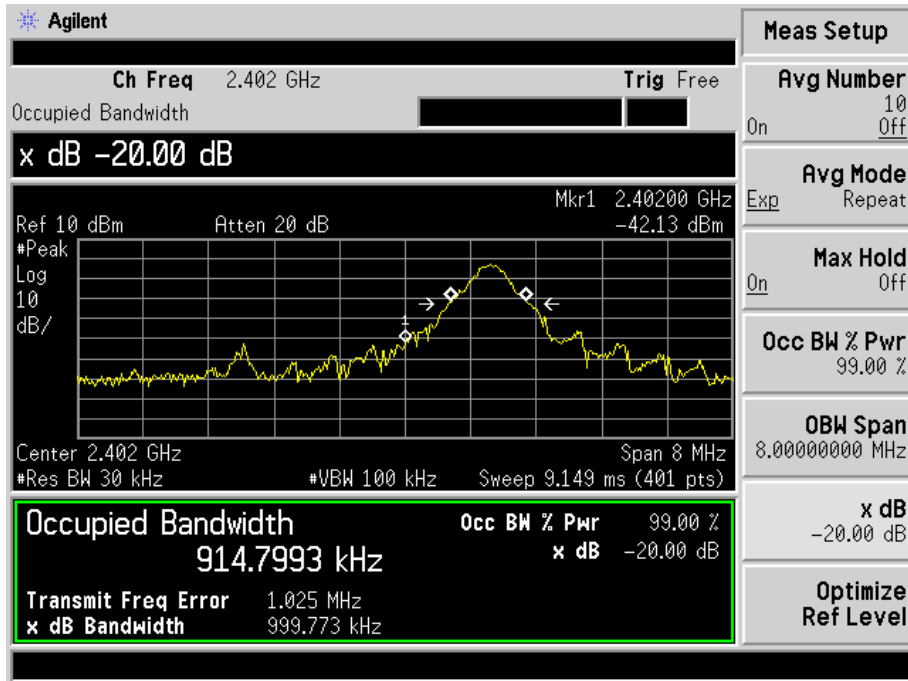 Agilent
Ch Freq 2.402 GHz Trig Free
Occupied Bandwidth
x dB -20.00 dB
Mkr1 2.40200 GHz
Ref 10 dBm Atten 20 dB -42.13 dBm
#Peak
Log
10
dB/
1
Center 2.402 GHz Span 8 MHz
#Res BW 30 kHz #VBW 100 kHz Sweep 9.149 ms (401 pts)
Occupied Bandwidth Occ BW % Pwr 99.00 %
914.7993 kHz x dB -20.00 dB
Transmit Freq Error 1.025 MHz
x dB Bandwidth 999.773 kHz
Meas Setup
Avg Number
10
On Off
Avg Mode
Exp Repeat
Max Hold
On Off
Occ BW % Pwr
99.00 %
OBW Span
8.00000000 MHz
x dB
-20.00 dB
Optimize
Ref Level